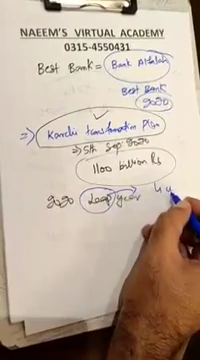 NAEEM'S VIRTUAL ACADEMY
0315-4550431
Best Bank = Bank Alfalah
Best Bank
2020
⇒ Karachi transformation Plan
⇒ 5th Sep 2020
1100 billion Rs
2020 Leap year